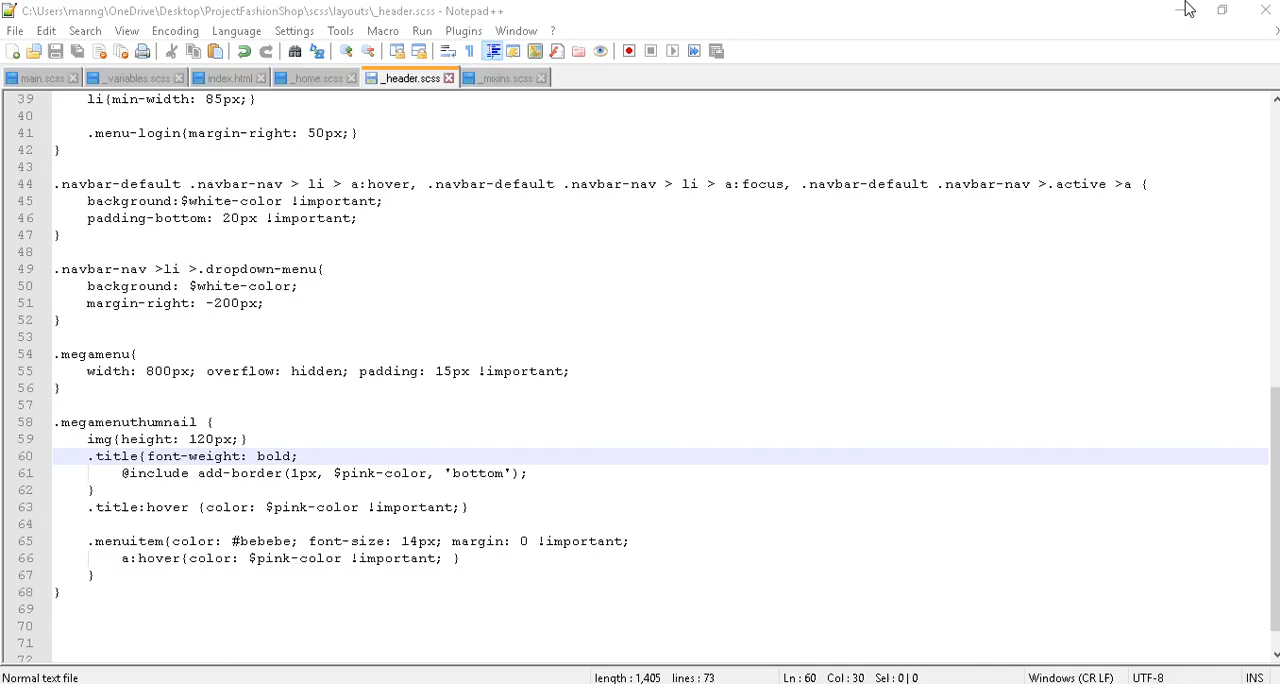 C:\Users\manng\OneDrive\Desktop\ProjectFashionShop\scss\layouts\_header.scss - Notepad++
File Edit Search View Encoding Language Settings Tools Macro Run Plugins Window ?
main.scss _variables.scss index.html _home.scss _header.scss _mixins.scss
39 li{min-width: 85px;}
40
41 .menu-login{margin-right: 50px;}
42 }
43
44 .navbar-default .navbar-nav > li > a:hover, .navbar-default .navbar-nav > li > a:focus, .navbar-default .navbar-nav >.active >a {
45 background:$white-color !important;
46 padding-bottom: 20px !important;
47 }
48
49 .navbar-nav >li >.dropdown-menu{
50 background: $white-color;
51 margin-right: -200px;
52 }
53
54 .megamenu{
55 width: 800px; overflow: hidden; padding: 15px !important;
56 }
57
58 .megamenuthumnail {
59 img{height: 120px;}
60 .title{font-weight: bold;
61 @include add-border(1px, $pink-color, 'bottom');
62 }
63 .title:hover {color: $pink-color !important;}
64
65 .menuitem{color: #bebebe; font-size: 14px; margin: 0 !important;
66 a:hover{color: $pink-color !important; }
67 }
68 }
69
70
71
72
Normal text file length : 1,405 lines : 73 Ln : 60 Col : 30 Sel : 0 | 0 Windows (CR LF) UTF-8 INS